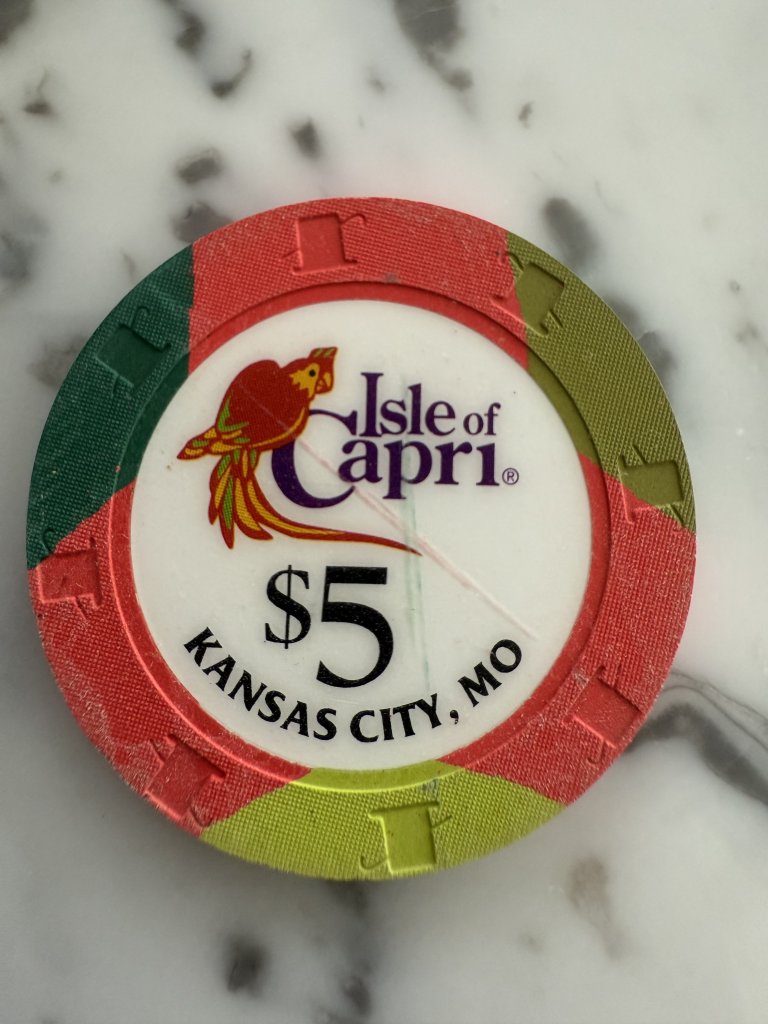 Isle of
Capri®
$5
KANSAS CITY, MO